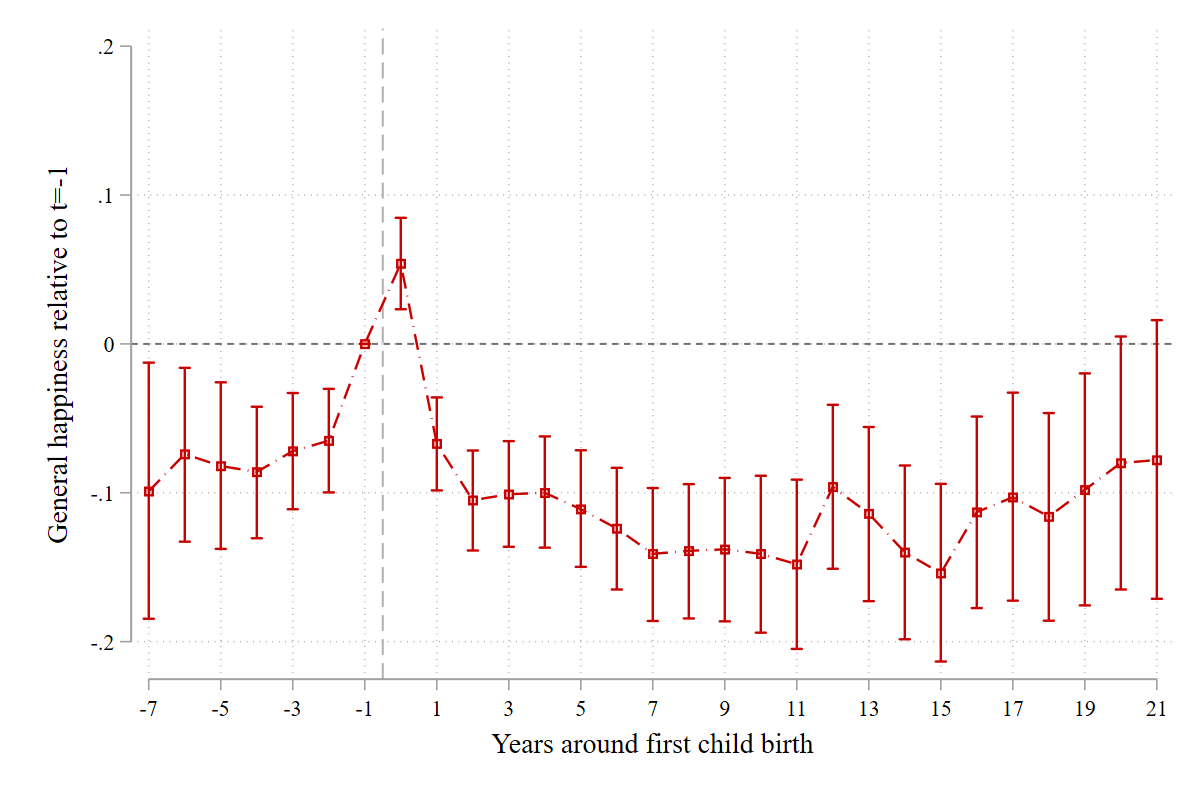 General happiness relative to t=-1
.2
.1
0
-.1
-.2
-7 -5 -3 -1 1 3 5 7 9 11 13 15 17 19 21
Years around first child birth